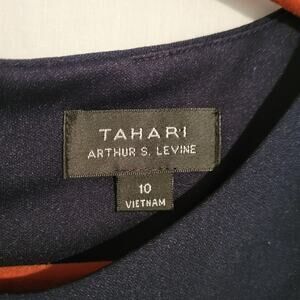 TAHARI
ARTHUR S. LEVINE
10
VIETNAM